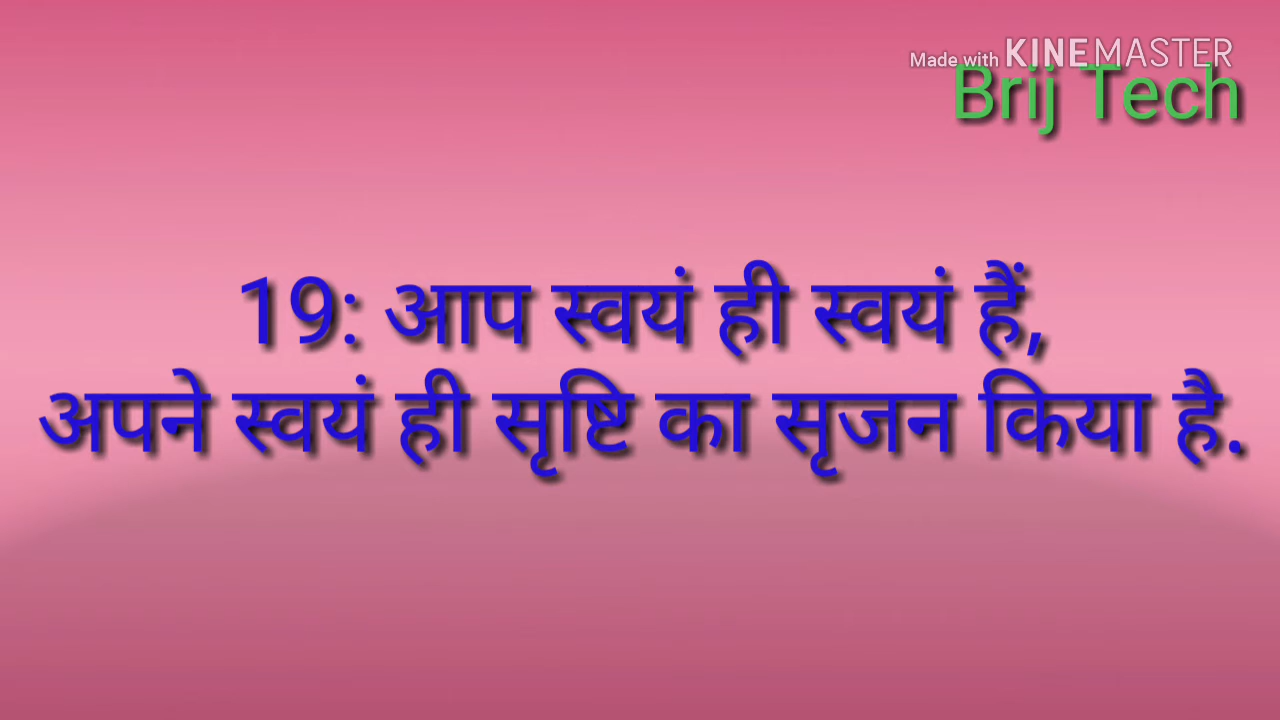 Made with KINEMASTER
Brij Tech
19: आप स्वयं ही स्वयं हैं,
अपने स्वयं ही सृष्टि का सृजन किया है.